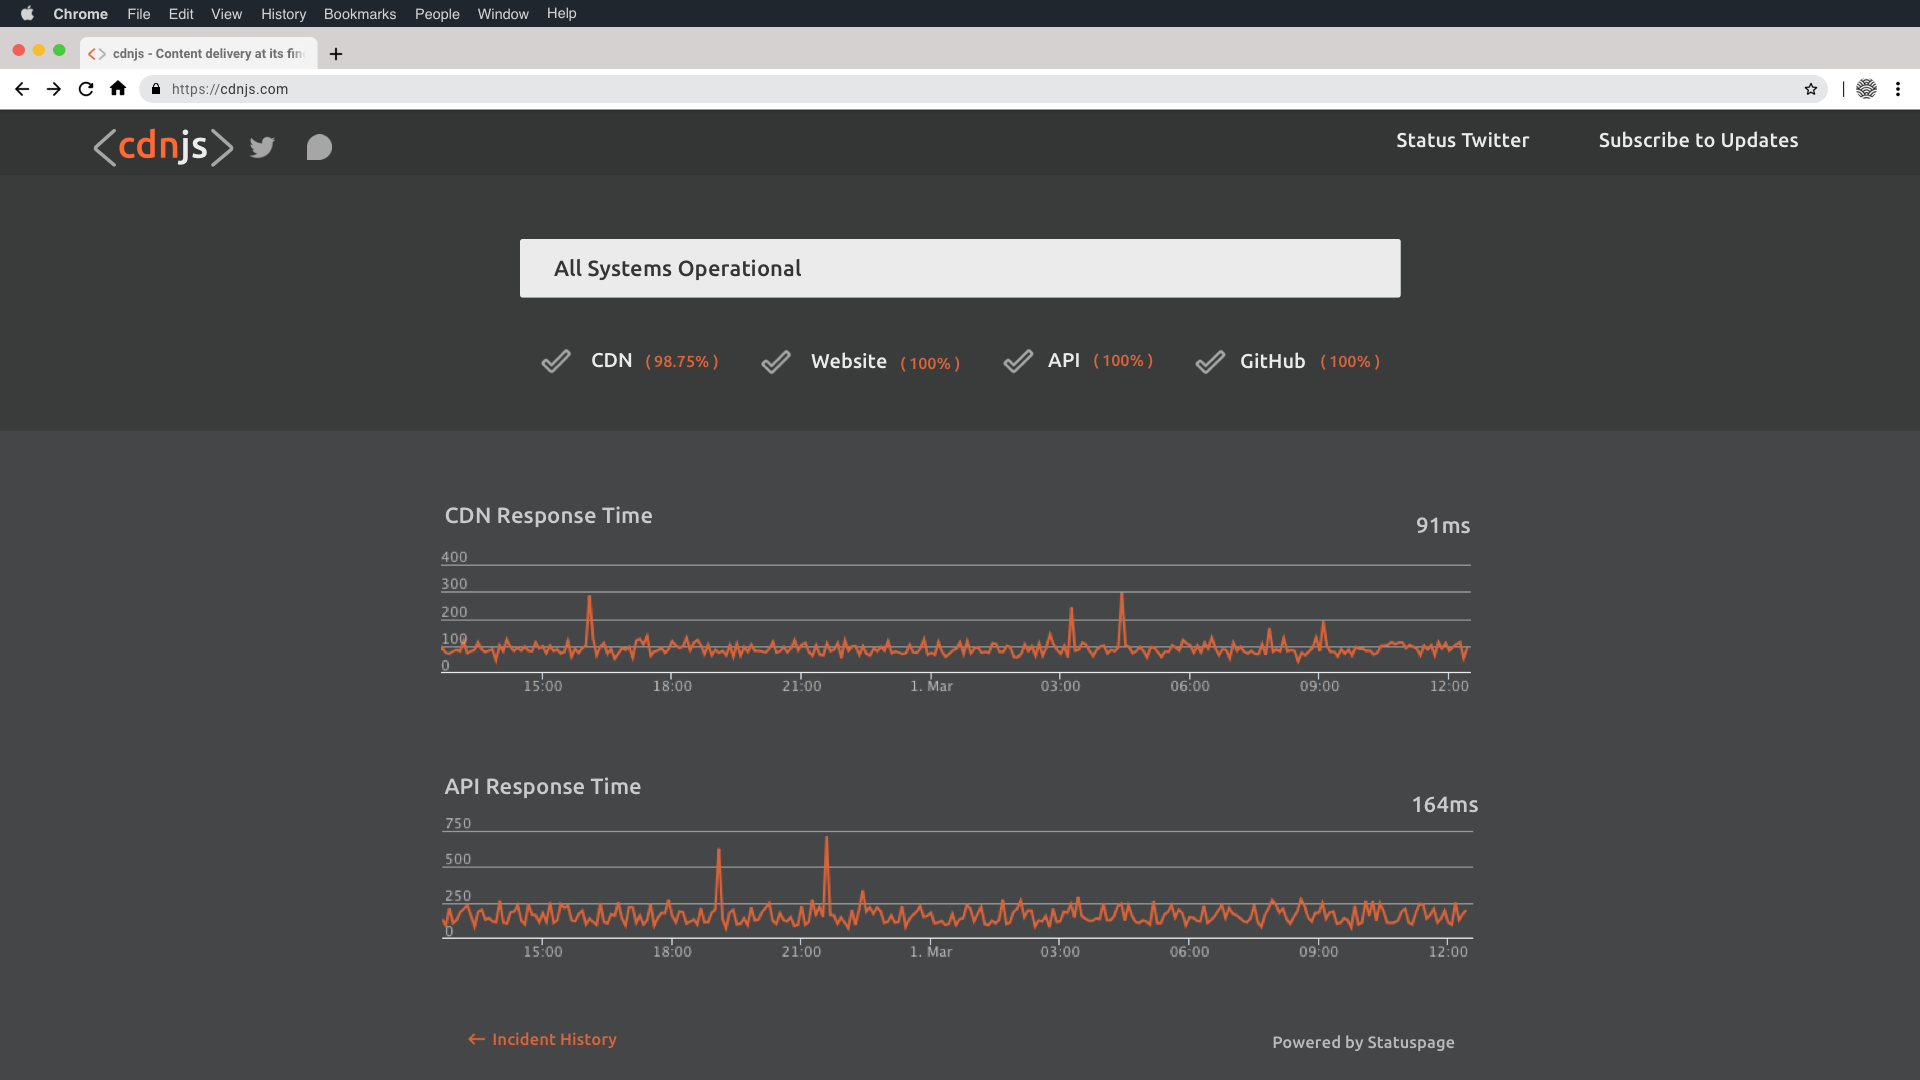 Chrome File Edit View History Bookmarks People Window Help
cdnjs - Content delivery at its fin
https://cdnjs.com
<cdnjs>
Status Twitter Subscribe to Updates
All Systems Operational
CDN ( 98.75% ) Website ( 100% ) API ( 100% ) GitHub ( 100% )
CDN Response Time
91ms
400
300
200
100
0
15:00 18:00 21:00 1. Mar 03:00 06:00 09:00 12:00
API Response Time
164ms
750
500
250
0
15:00 18:00 21:00 1. Mar 03:00 06:00 09:00 12:00
← Incident History
Powered by Statuspage